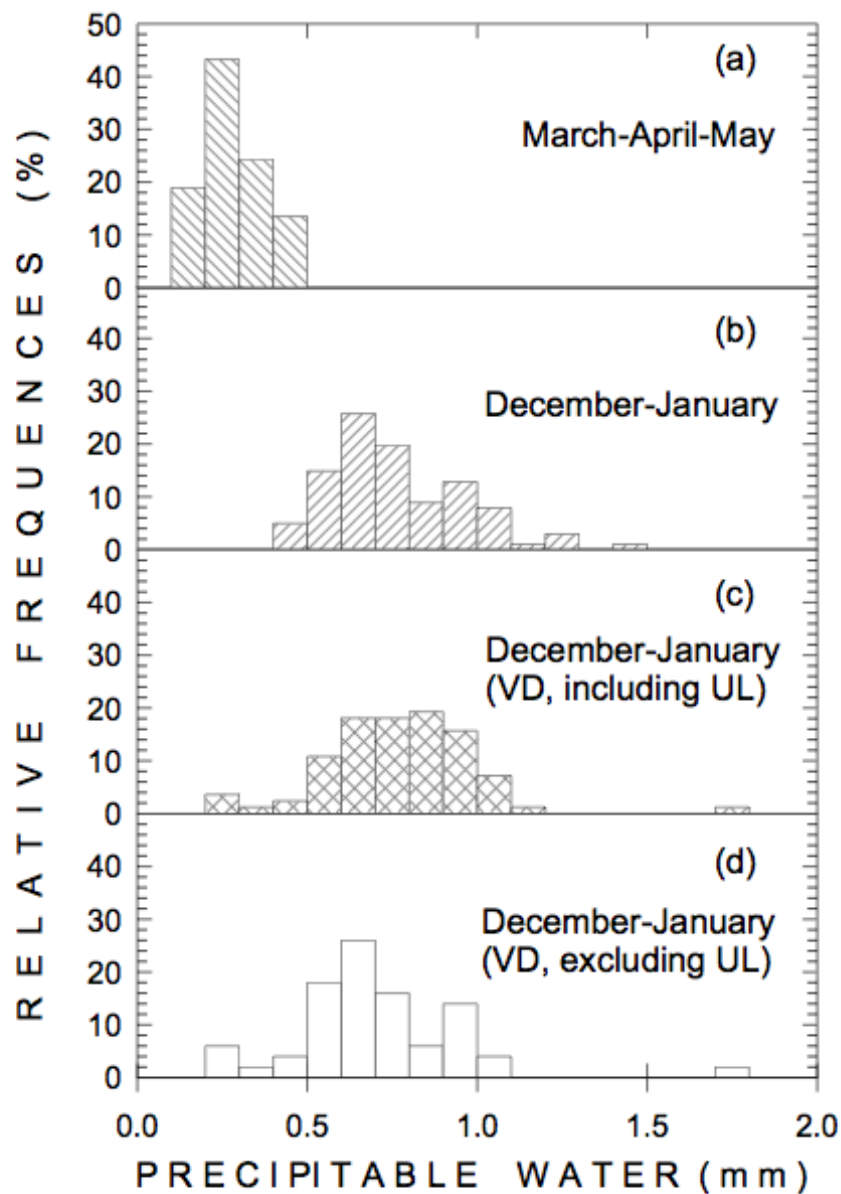 RELATIVE FREQUENCES (%)
50
40
30
20
10
0
(a)
March-April-May
40
30
20
10
0
(b)
December-January
40
30
20
10
0
(c)
December-January
(VD, including UL)
40
30
20
10
0
(d)
December-January
(VD, excluding UL)
0.0 0.5 1.0 1.5 2.0
PRECIPITABLE WATER (mm)